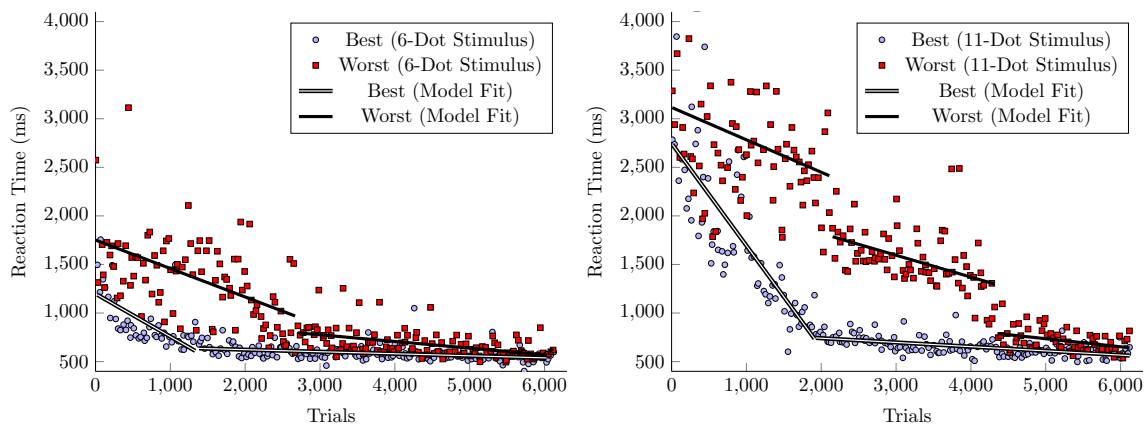 4,000
3,500
3,000
2,500
2,000
1,500
1,000
500
Reaction Time (ms)
Best (6-Dot Stimulus)
Worst (6-Dot Stimulus)
Best (Model Fit)
Worst (Model Fit)
0 1,000 2,000 3,000 4,000 5,000 6,000
Trials
4,000
3,500
3,000
2,500
2,000
1,500
1,000
500
Reaction Time (ms)
Best (11-Dot Stimulus)
Worst (11-Dot Stimulus)
Best (Model Fit)
Worst (Model Fit)
0 1,000 2,000 3,000 4,000 5,000 6,000
Trials